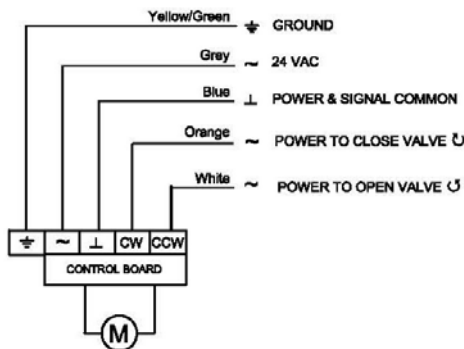 Yellow/Green ⏚ GROUND
Grey ~ 24 VAC
Blue ⊥ POWER & SIGNAL COMMON
Orange ~ POWER TO CLOSE VALVE ↻
White ~ POWER TO OPEN VALVE ↺
⏚ ~ ⊥ CW CCW
CONTROL BOARD
M